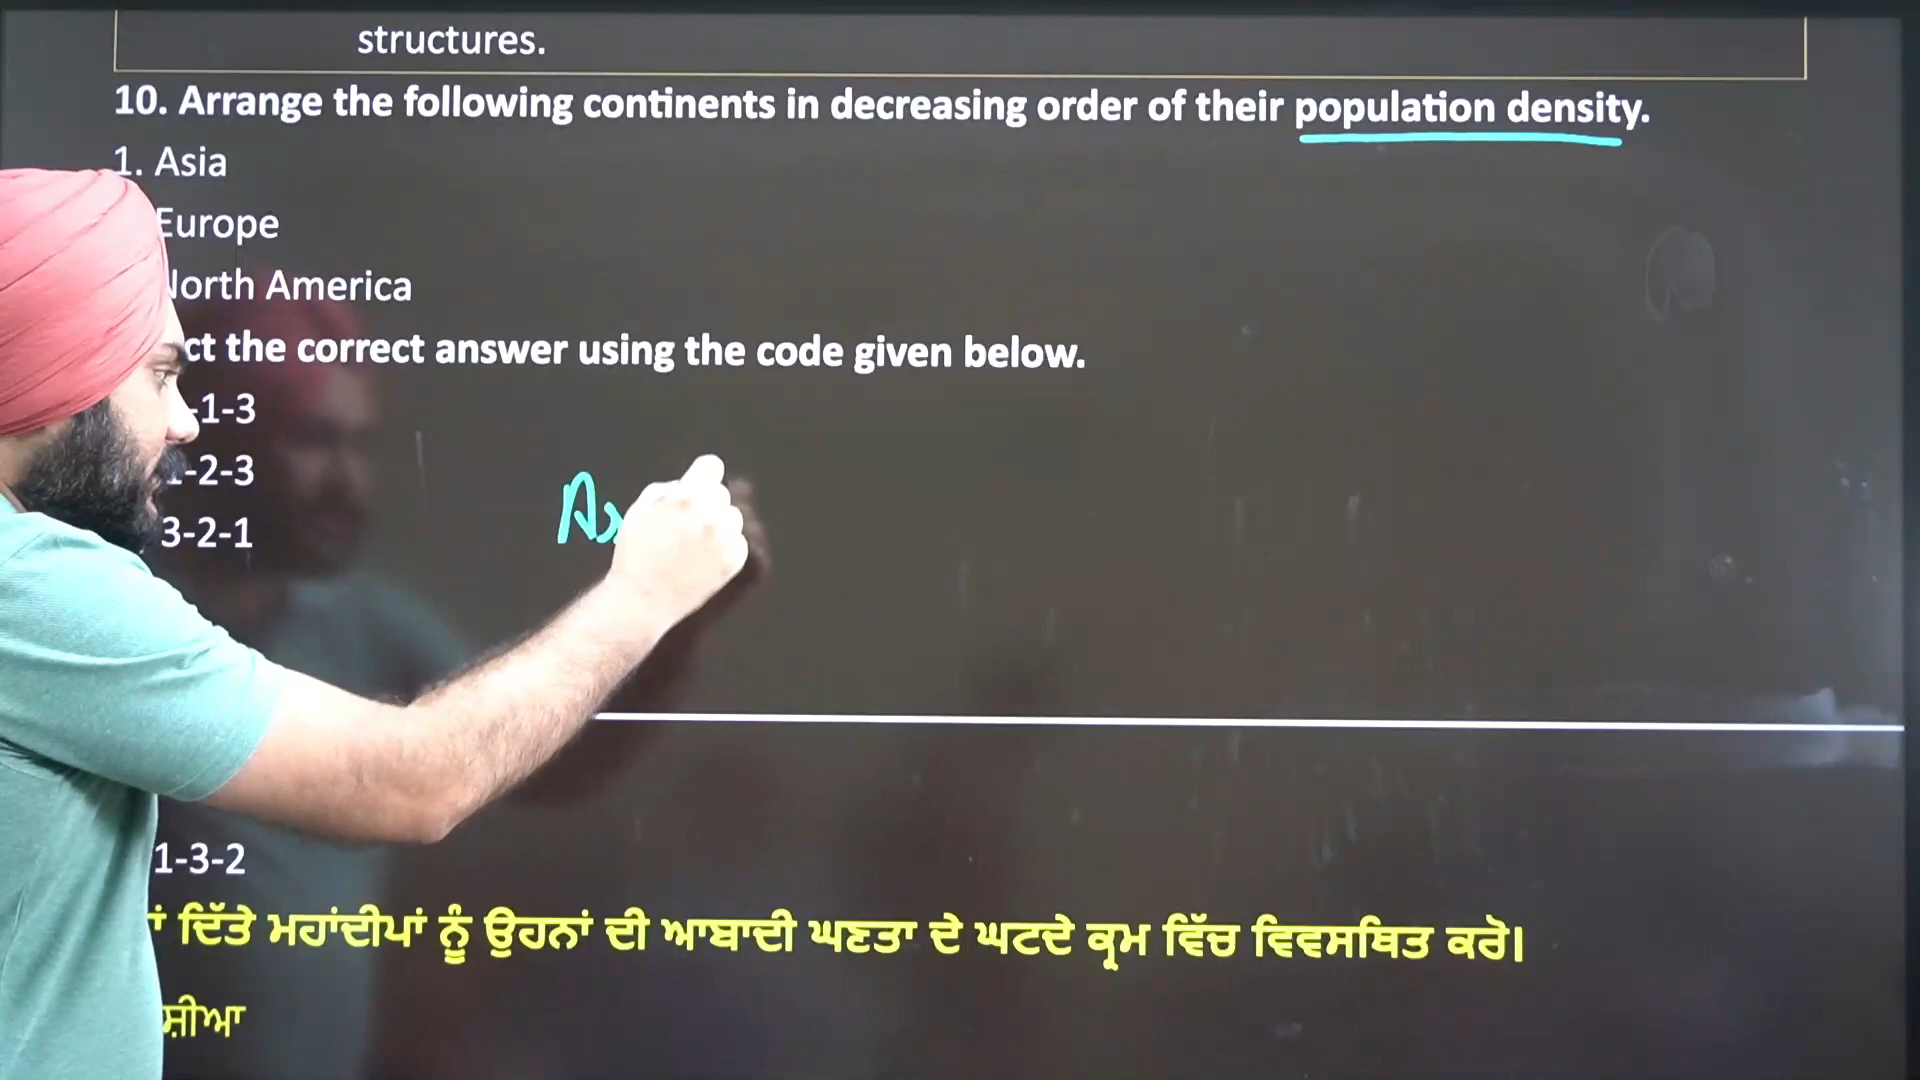 structures.
10. Arrange the following continents in decreasing order of their population density.
1. Asia
Europe
North America
ct the correct answer using the code given below.
-1-3
-2-3
3-2-1
1-3-2
ਦਿੱਤੇ ਮਹਾਂਦੀਪਾਂ ਨੂੰ ਉਹਨਾਂ ਦੀ ਆਬਾਦੀ ਘਣਤਾ ਦੇ ਘਟਦੇ ਕ੍ਰਮ ਵਿੱਚ ਵਿਵਸਥਿਤ ਕਰੋ।
ਸ਼ੀਆ